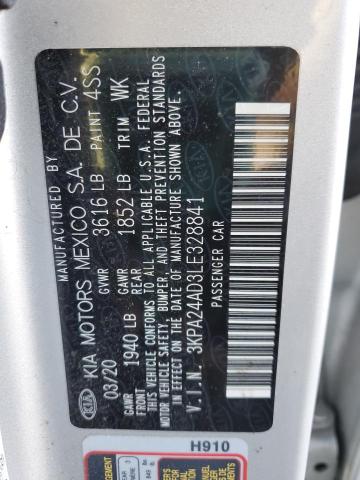 MANUFACTURED BY
KIA MOTORS MEXICO S.A. DE C.V.
03/20 GVWR 3616 LB PAINT 4SS
GAWR FRONT 1940 LB GAWR REAR 1852 LB TRIM WK
THIS VEHICLE CONFORMS TO ALL APPLICABLE U.S.A. FEDERAL
MOTOR VEHICLE SAFETY, BUMPER, AND THEFT PREVENTION STANDARDS
IN EFFECT ON THE DATE OF MANUFACTURE SHOWN ABOVE.
V.I.N. 3KPA24AD3LE328841
PASSENGER CAR
KIA
H910